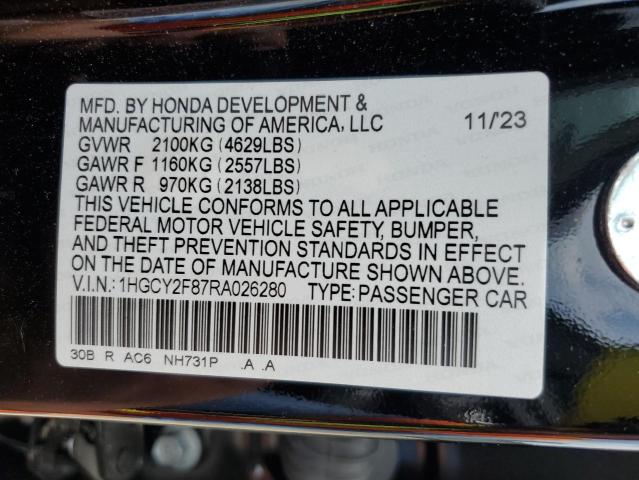 MFD. BY HONDA DEVELOPMENT &
MANUFACTURING OF AMERICA, LLC 11/'23
GVWR 2100KG (4629LBS)
GAWR F 1160KG (2557LBS)
GAWR R 970KG (2138LBS)
THIS VEHICLE CONFORMS TO ALL APPLICABLE
FEDERAL MOTOR VEHICLE SAFETY, BUMPER,
AND THEFT PREVENTION STANDARDS IN EFFECT
ON THE DATE OF MANUFACTURE SHOWN ABOVE.
V.I.N.: 1HGCY2F87RA026280 TYPE: PASSENGER CAR
30B R AC6 NH731P .A .A